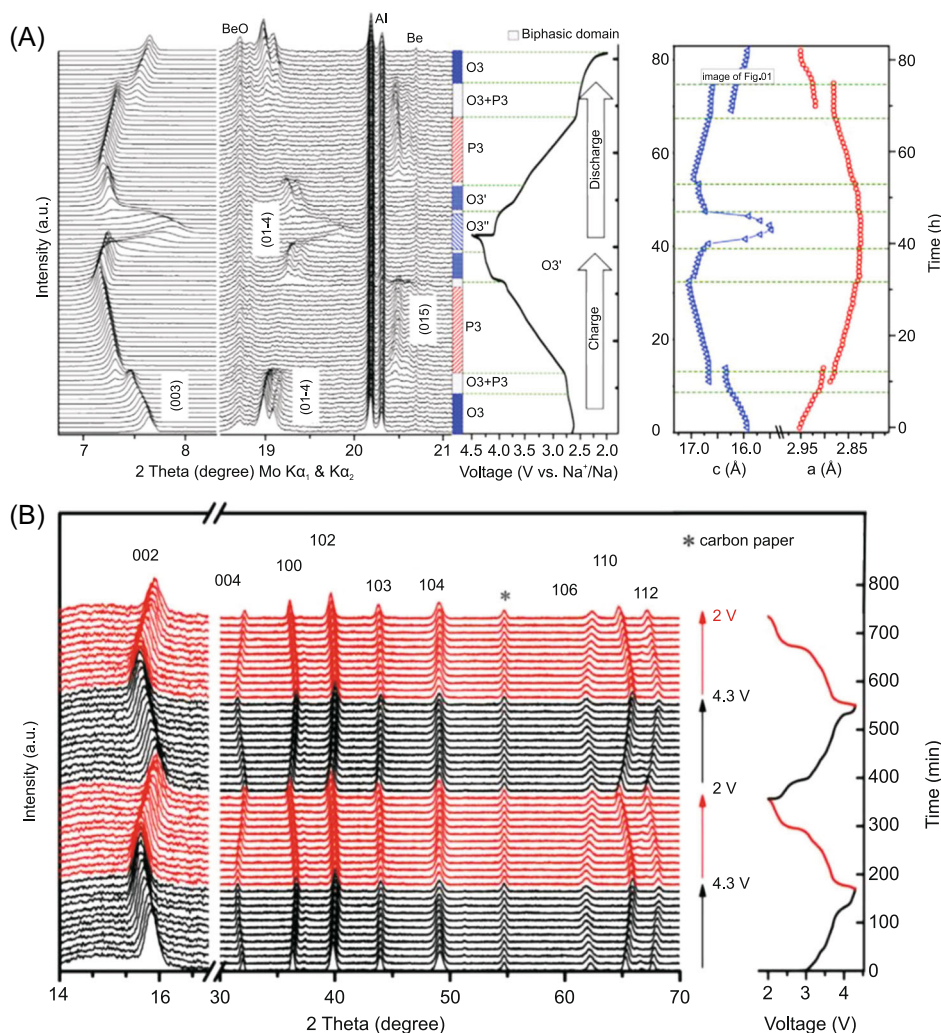 (A)
BeO
Al
Be
Biphasic domain
O3
O3+P3
P3
O3'
O3''
O3'
P3
O3+P3
O3
(003)
(01-4)
(01-4)
(015)
Discharge
Charge
image of Fig.01
Intensity (a.u.)
7 8 19 20 21
2 Theta (degree) Mo Kα₁ & Kα₂
4.5 4.0 3.5 3.0 2.5 2.0
Voltage (V vs. Na⁺/Na)
80
60
40
20
0
17.0 16.0 2.95 2.85
c (Å) a (Å)
80
60
40
20
0
Time (h)
(B)
002
004
100
102
103
104
*
106
110
112
* carbon paper
2 V
4.3 V
2 V
4.3 V
Intensity (a.u.)
14 16 30 40 50 60 70
2 Theta (degree)
800
700
600
500
400
300
200
100
0
Time (min)
2 3 4
Voltage (V)